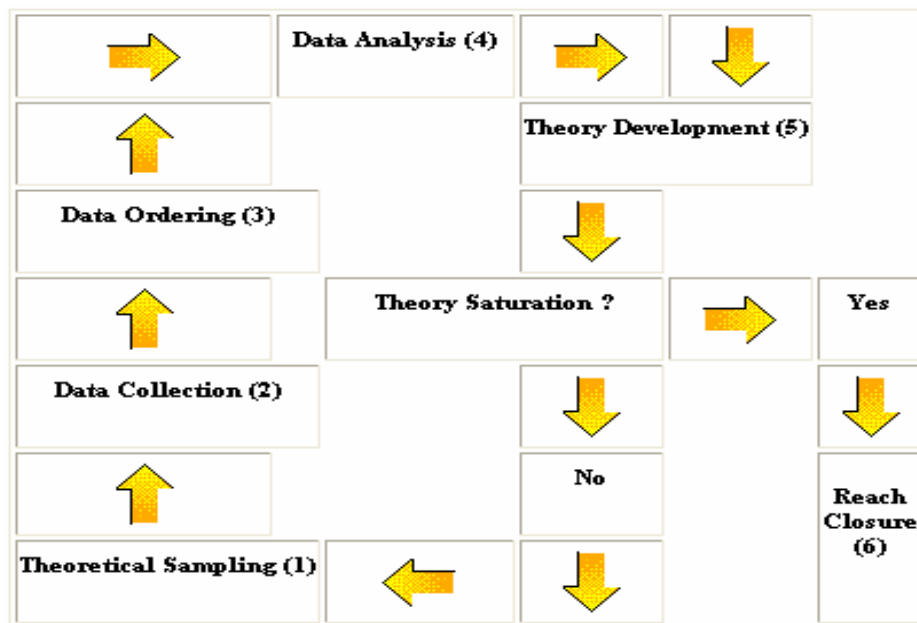 Data Analysis (4)
Theory Development (5)
Data Ordering (3)
Theory Saturation ?
Yes
Data Collection (2)
No
Reach
Closure
(6)
Theoretical Sampling (1)